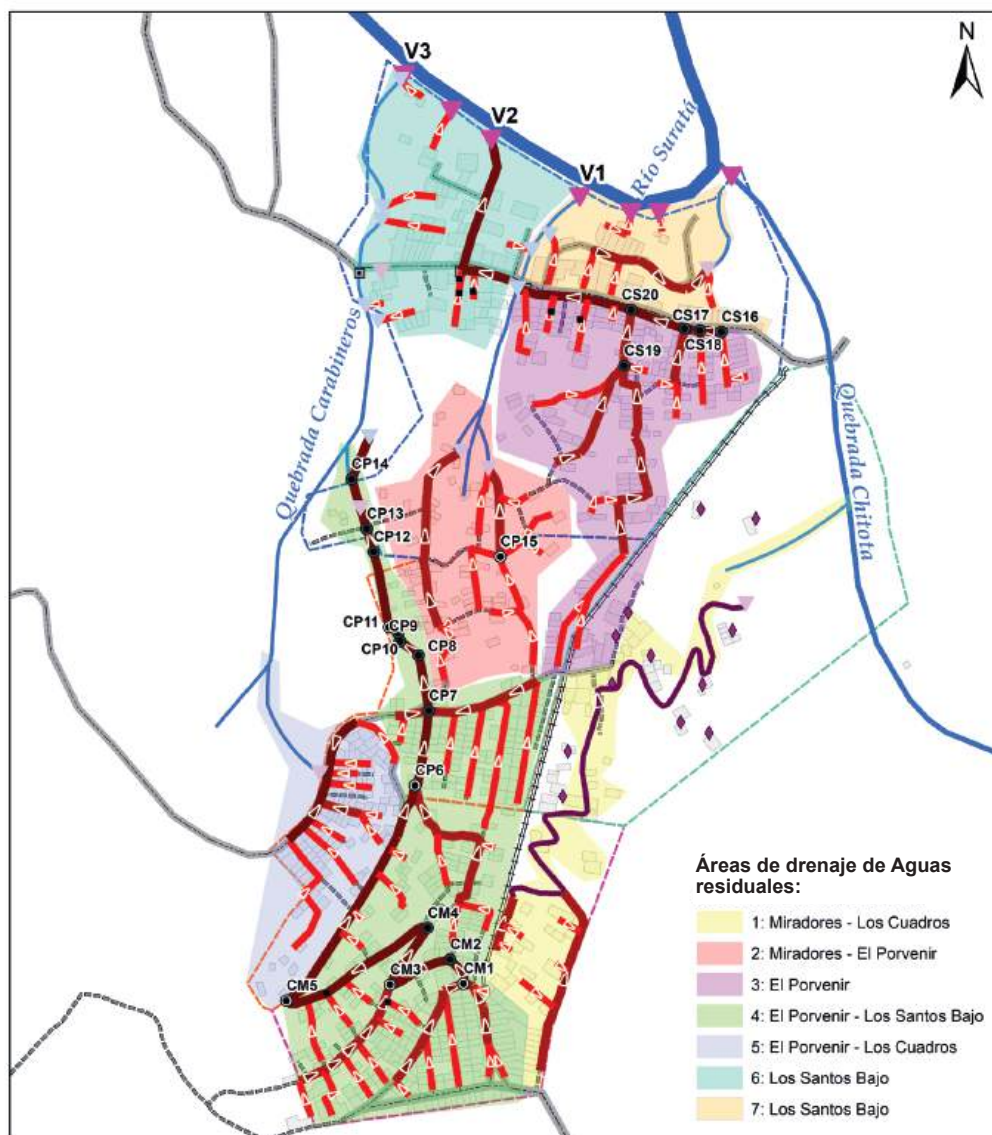 N
V3
V2
V1
Río Suratá
Quebrada Carabineros
Quebrada Chitota
CS20
CS17
CS16
CS18
CS19
CP14
CP13
CP12
CP15
CP11
CP9
CP10
CP8
CP7
CP6
CM4
CM2
CM3
CM1
CM5
Áreas de drenaje de Aguas
residuales:
1: Miradores - Los Cuadros
2: Miradores - El Porvenir
3: El Porvenir
4: El Porvenir - Los Santos Bajo
5: El Porvenir - Los Cuadros
6: Los Santos Bajo
7: Los Santos Bajo